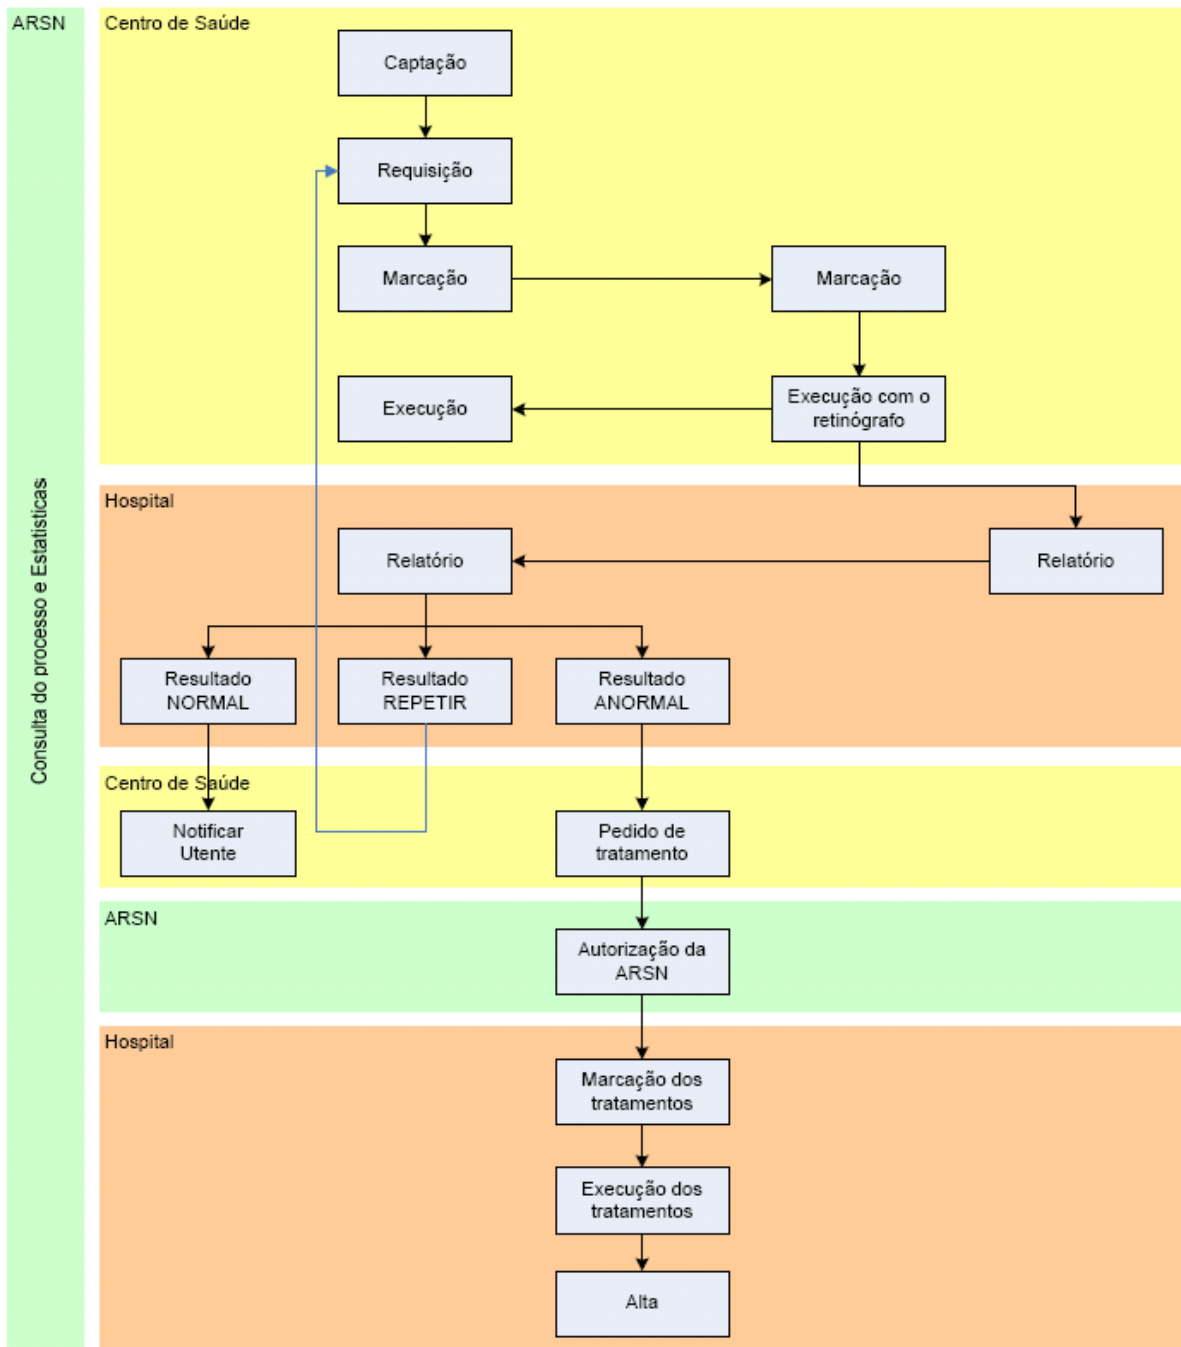 ARSN
Consulta do processo e Estatísticas
Centro de Saúde
Captação
Requisição
Marcação
Marcação
Execução
Execução com o
retinógrafo
Hospital
Relatório
Relatório
Resultado
NORMAL
Resultado
REPETIR
Resultado
ANORMAL
Centro de Saúde
Notificar
Utente
Pedido de
tratamento
ARSN
Autorização da
ARSN
Hospital
Marcação dos
tratamentos
Execução dos
tratamentos
Alta